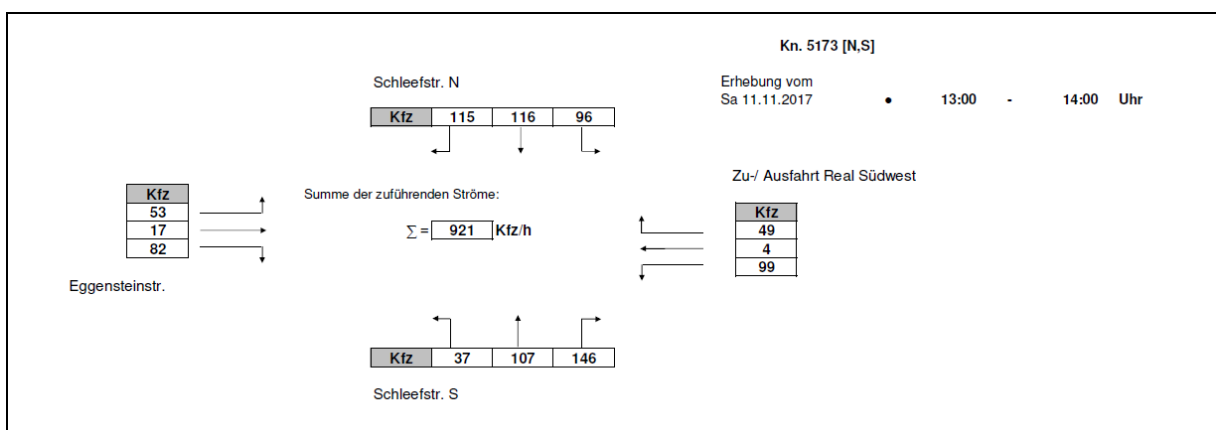 Kn. 5173 [N,S]
Schleefstr. N
Erhebung vom
Sa 11.11.2017 • 13:00 - 14:00 Uhr
Kfz 115 116 96
Zu-/ Ausfahrt Real Südwest
Kfz
53
17
82
Summe der zuführenden Ströme:
∑ = 921 Kfz/h
Kfz
49
4
99
Eggensteinstr.
Kfz 37 107 146
Schleefstr. S